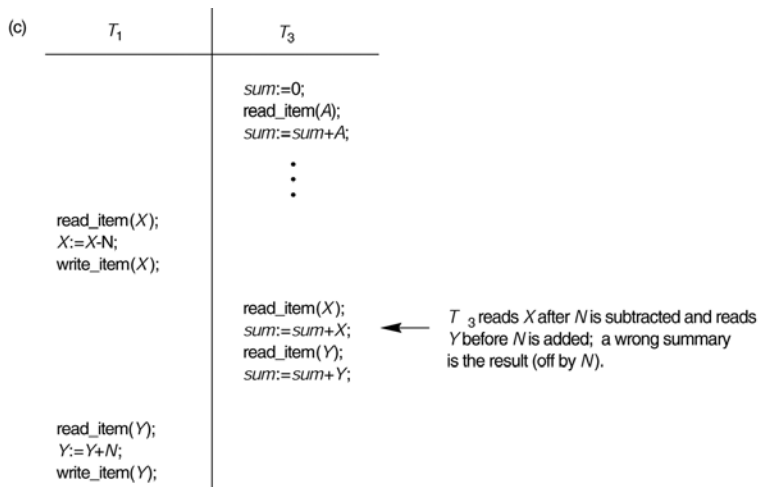 (c)
T1 T3
sum:=0;
read_item(A);
sum:=sum+A;
read_item(X);
X:=X-N;
write_item(X);
read_item(X);
sum:=sum+X;
read_item(Y);
sum:=sum+Y;
T 3 reads X after N is subtracted and reads
Y before N is added; a wrong summary
is the result (off by N).
read_item(Y);
Y:=Y+N;
write_item(Y);